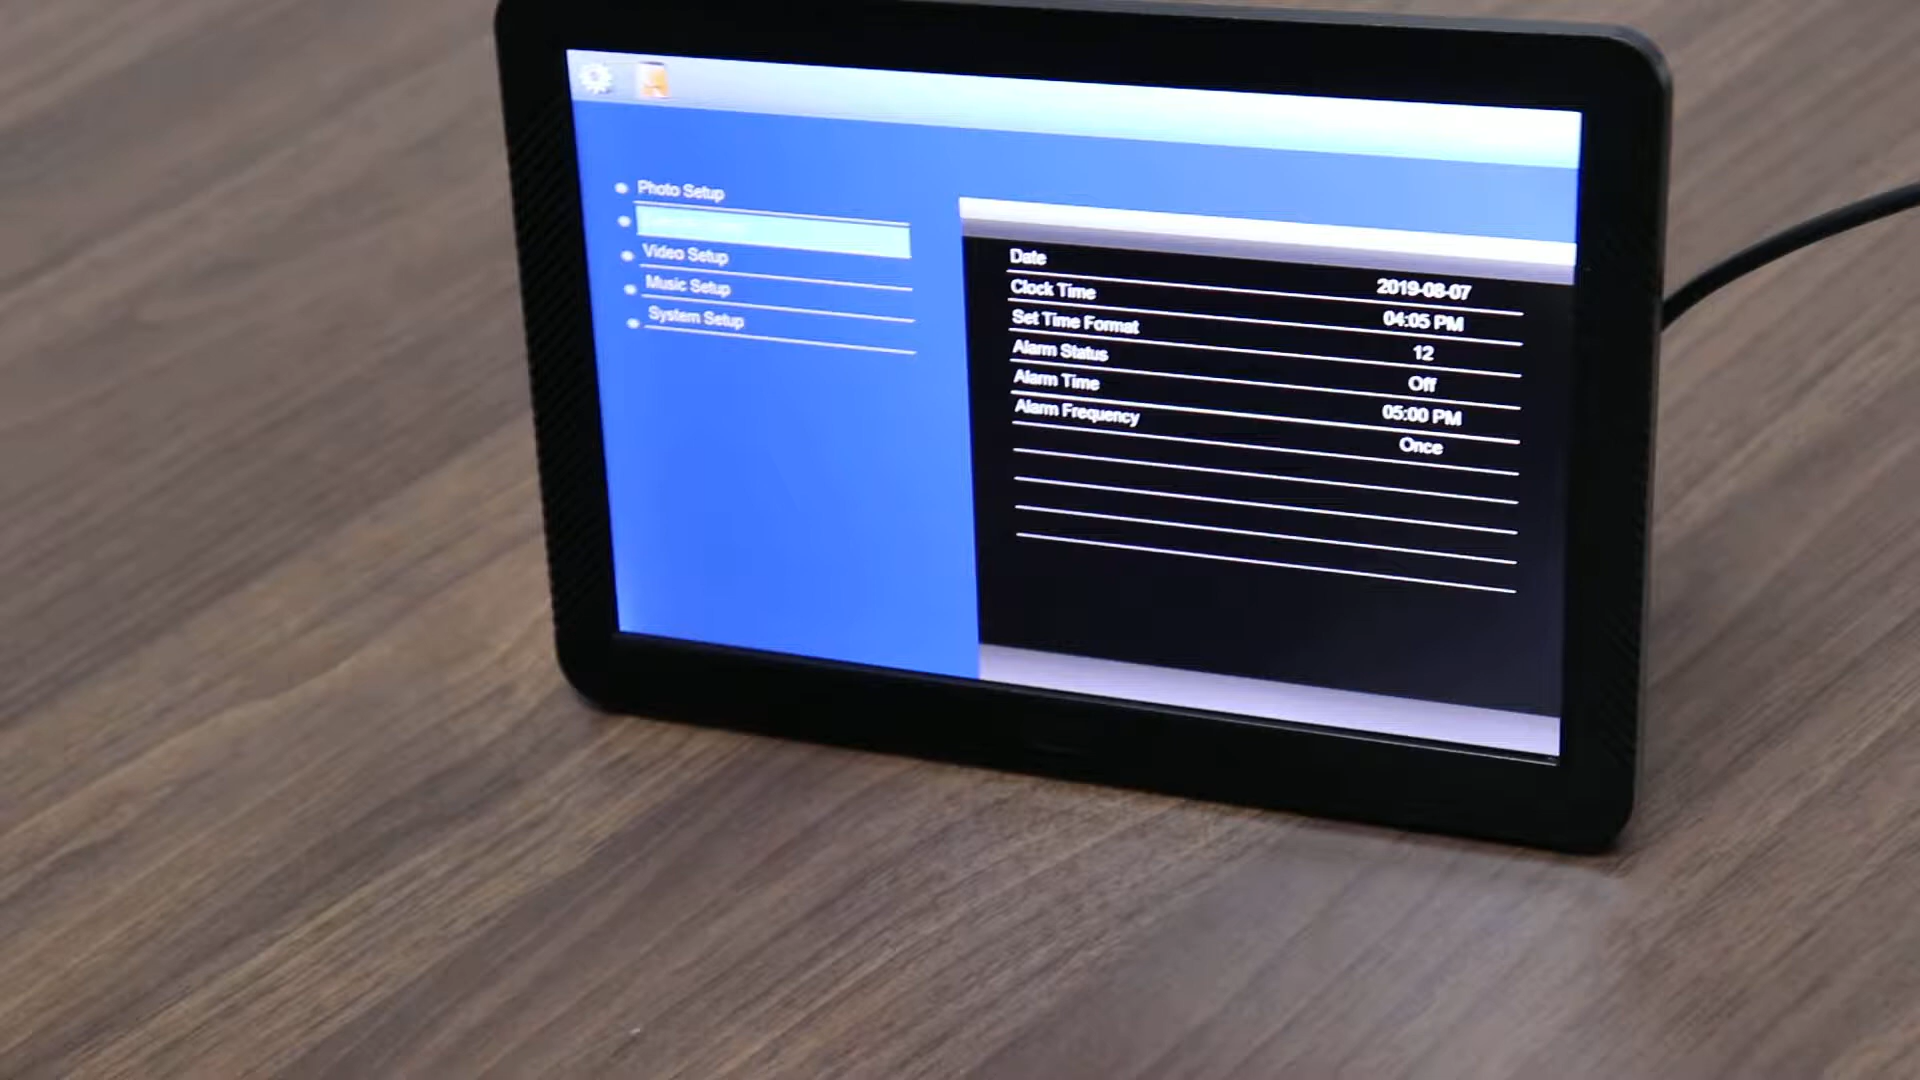 Photo Setup
Video Setup
Music Setup
System Setup
Date 2019-08-07
Clock Time 04:05 PM
Set Time Format 12
Alarm Status Off
Alarm Time 05:00 PM
Alarm Frequency Once